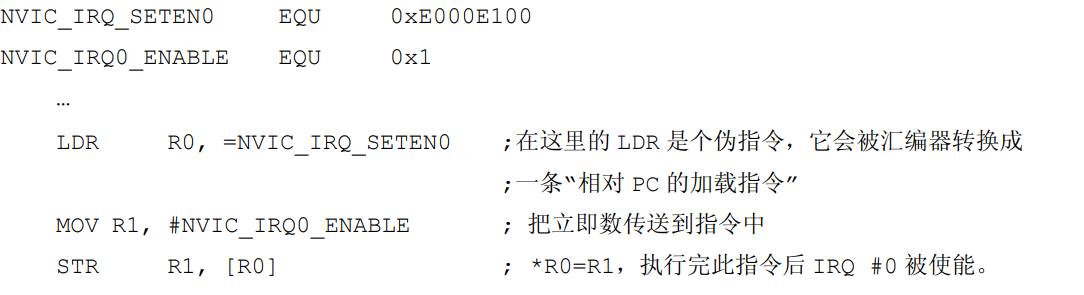 NVIC_IRQ_SETEN0 EQU 0xE000E100
NVIC_IRQ0_ENABLE EQU 0x1
…
LDR R0, =NVIC_IRQ_SETEN0 ;在这里的 LDR 是个伪指令，它会被汇编器转换成
;一条“相对 PC 的加载指令”
MOV R1, #NVIC_IRQ0_ENABLE ; 把立即数传送到指令中
STR R1, [R0] ; *R0=R1，执行完此指令后 IRQ #0 被使能。